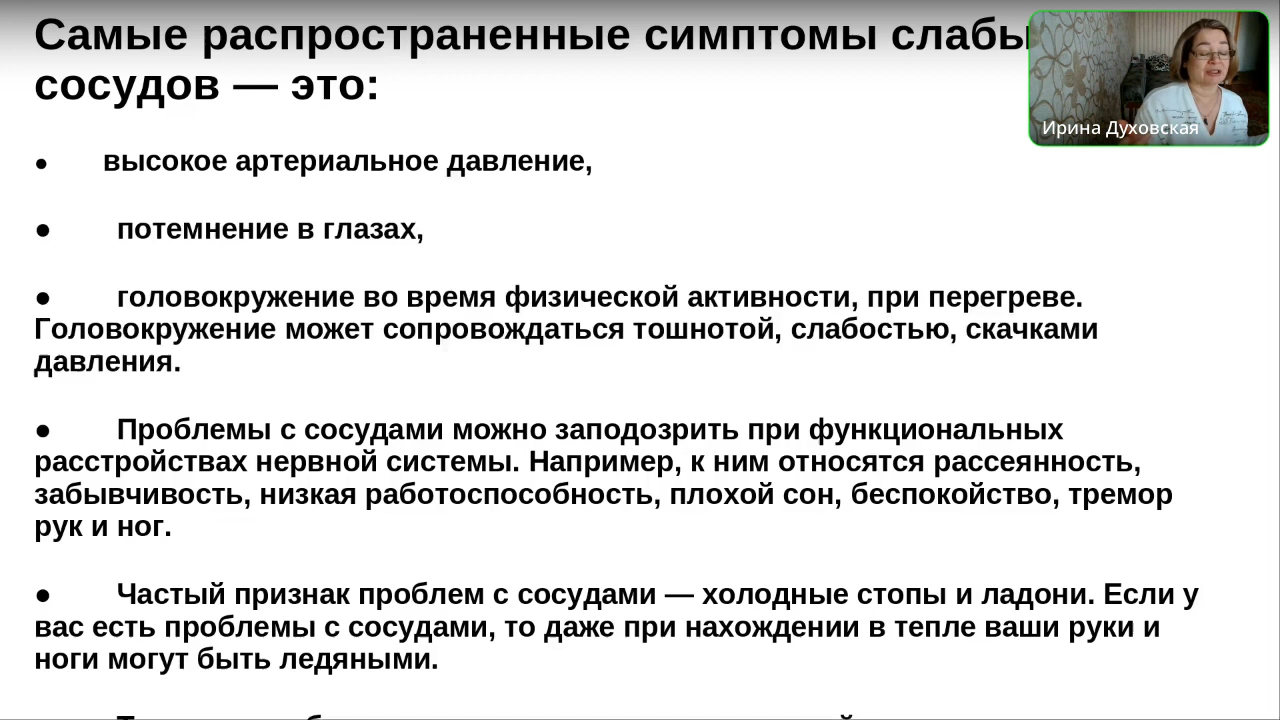 Самые распространенные симптомы слабы
сосудов — это:
Ирина Духовская
● высокое артериальное давление,
● потемнение в глазах,
● головокружение во время физической активности, при перегреве.
Головокружение может сопровождаться тошнотой, слабостью, скачками
давления.
● Проблемы с сосудами можно заподозрить при функциональных
расстройствах нервной системы. Например, к ним относятся рассеянность,
забывчивость, низкая работоспособность, плохой сон, беспокойство, тремор
рук и ног.
● Частый признак проблем с сосудами — холодные стопы и ладони. Если у
вас есть проблемы с сосудами, то даже при нахождении в тепле ваши руки и
ноги могут быть ледяными.